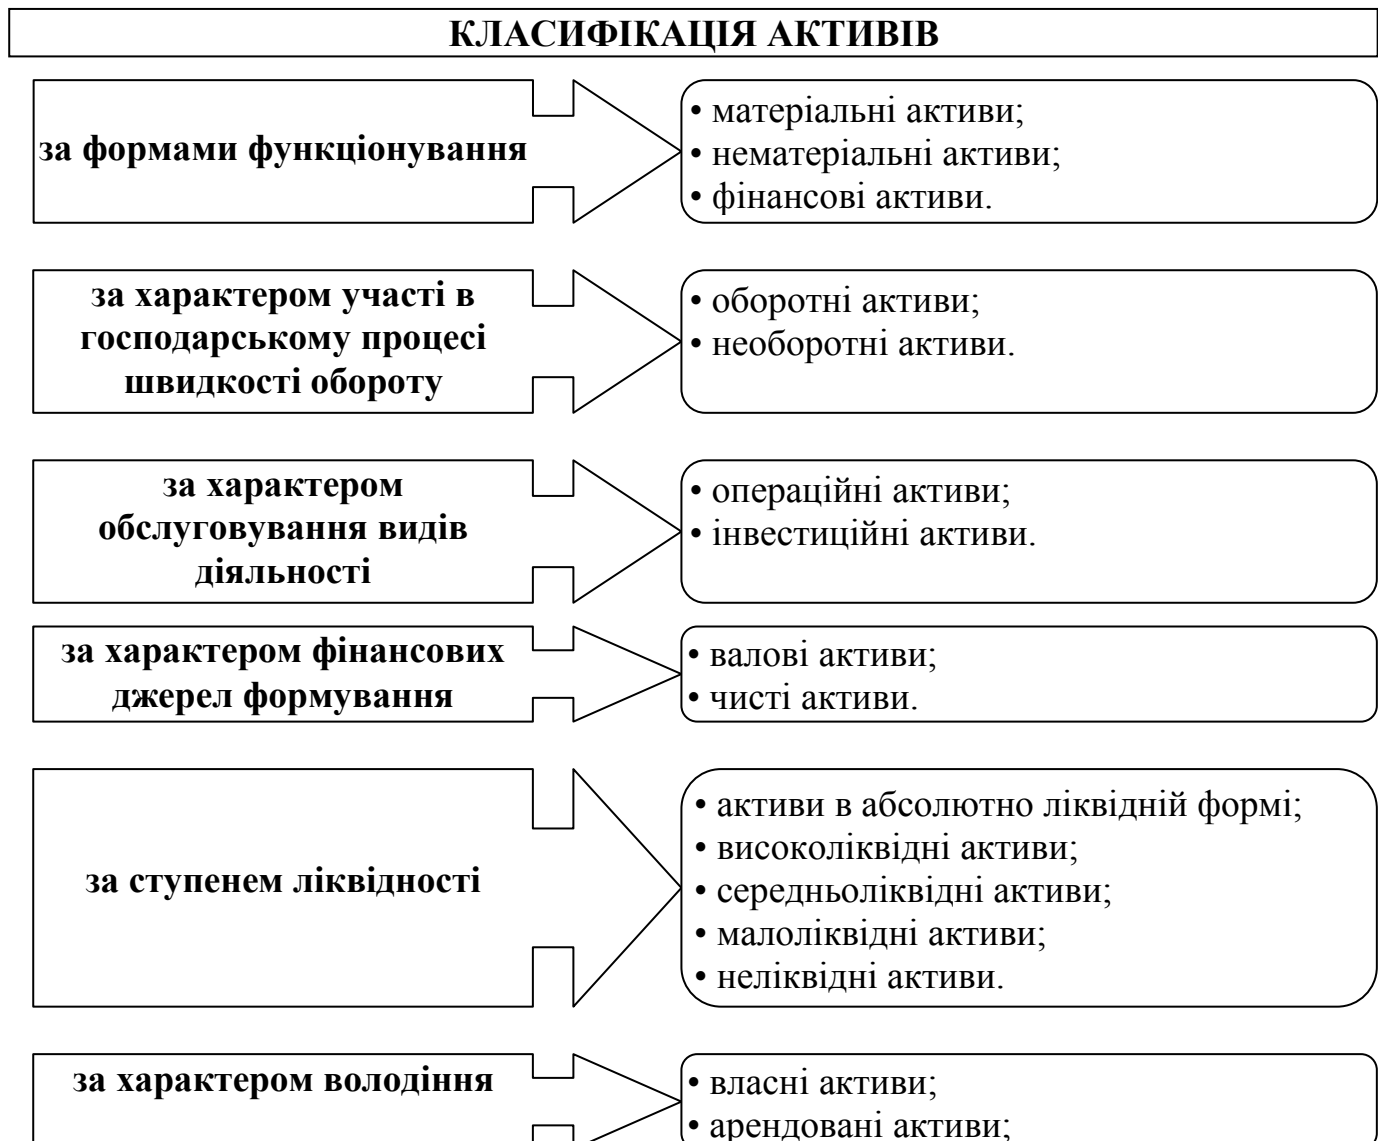 КЛАСИФІКАЦІЯ АКТИВІВ
за формами функціонування
• матеріальні активи;
• нематеріальні активи;
• фінансові активи.
за характером участі в
господарському процесі
швидкості обороту
• оборотні активи;
• необоротні активи.
за характером
обслуговування видів
діяльності
• операційні активи;
• інвестиційні активи.
за характером фінансових
джерел формування
• валові активи;
• чисті активи.
за ступенем ліквідності
• активи в абсолютно ліквідній формі;
• високоліквідні активи;
• середньоліквідні активи;
• малоліквідні активи;
• неліквідні активи.
за характером володіння
• власні активи;
• арендовані активи;